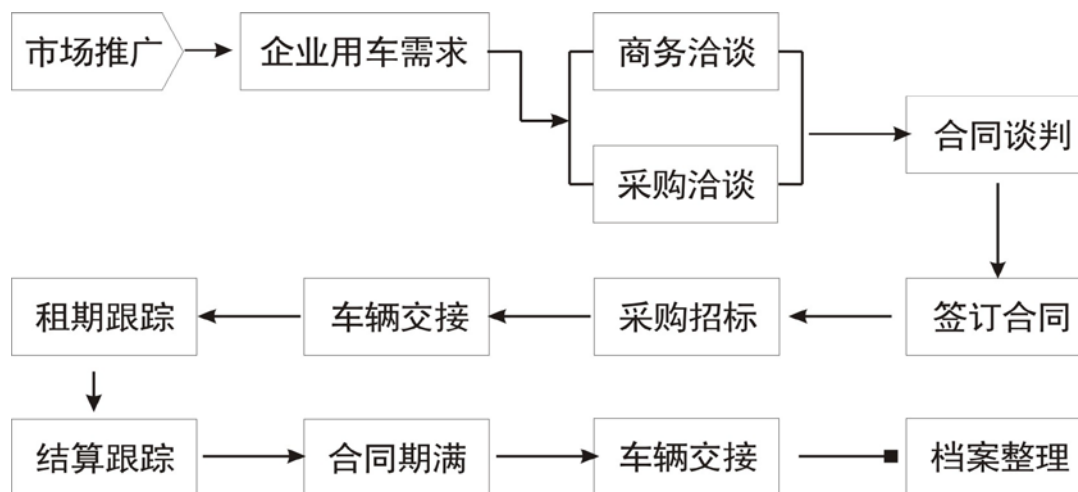 市场推广
企业用车需求
商务洽谈
采购洽谈
合同谈判
签订合同
采购招标
车辆交接
租期跟踪
结算跟踪
合同期满
车辆交接
档案整理